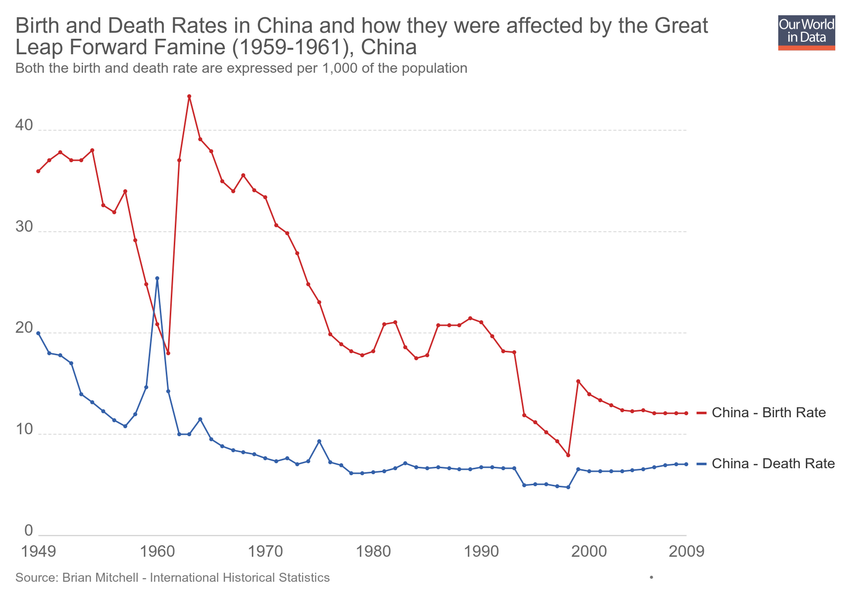 Birth and Death Rates in China and how they were affected by the Great
Leap Forward Famine (1959-1961), China
Both the birth and death rate are expressed per 1,000 of the population
Our World
in Data
40
30
20
10
0
China - Birth Rate
China - Death Rate
1949 1960 1970 1980 1990 2000 2009
Source: Brian Mitchell - International Historical Statistics